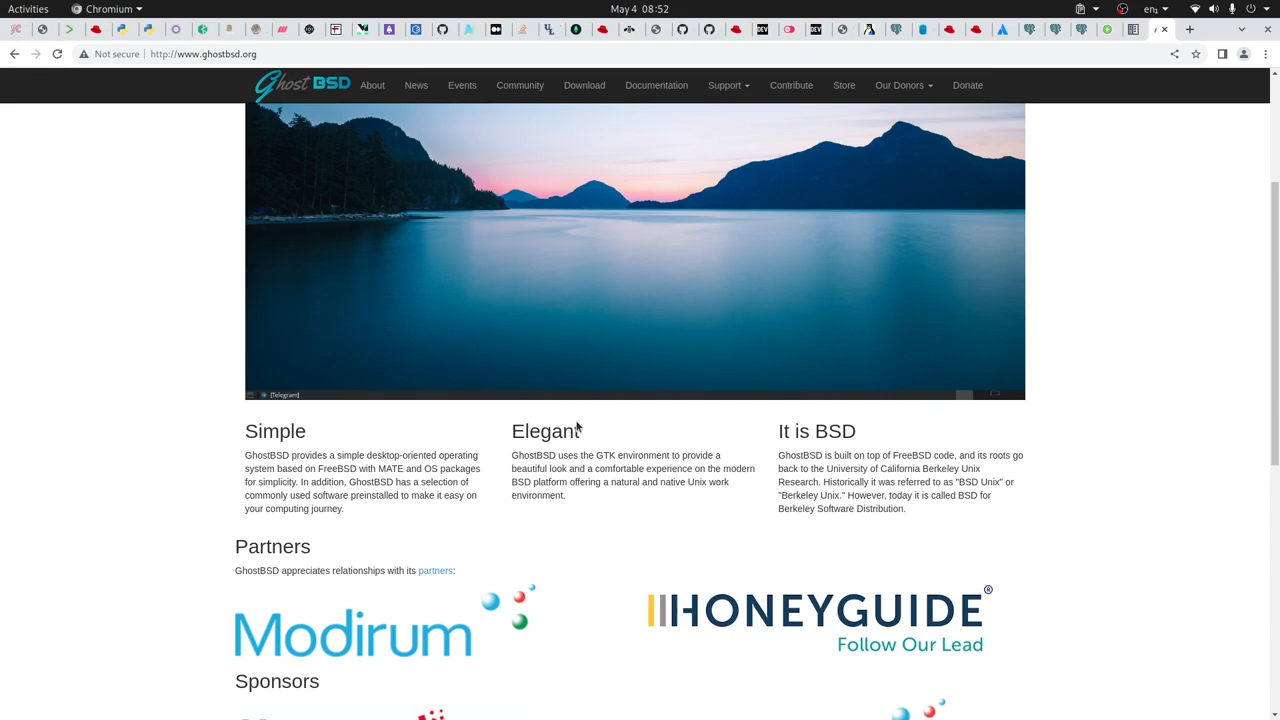 Activities
Chromium
May 4 08:52
Not secure
http://www.ghostbsd.org
Ghost BSD
About
News
Events
Community
Download
Documentation
Support
Contribute
Store
Our Donors
Donate
[Telegram]
Simple
GhostBSD provides a simple desktop-oriented operating
system based on FreeBSD with MATE and OS packages
for simplicity. In addition, GhostBSD has a selection of
commonly used software preinstalled to make it easy on
your computing journey.
Elegant
GhostBSD uses the GTK environment to provide a
beautiful look and a comfortable experience on the modern
BSD platform offering a natural and native Unix work
environment.
It is BSD
GhostBSD is built on top of FreeBSD code, and its roots go
back to the University of California Berkeley Unix
Research. Historically it was referred to as "BSD Unix" or
"Berkeley Unix." However, today it is called BSD for
Berkeley Software Distribution.
Partners
GhostBSD appreciates relationships with its partners:
Modirum
HONEYGUIDE®
Follow Our Lead
Sponsors